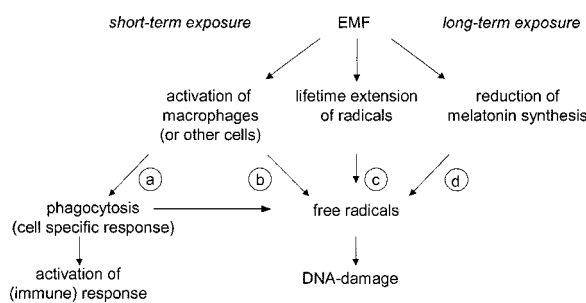 short-term exposure EMF long-term exposure
activation of lifetime extension reduction of
macrophages of radicals melatonin synthesis
(or other cells)
a b c d
phagocytosis free radicals
(cell specific response)
activation of DNA-damage
(immune) response